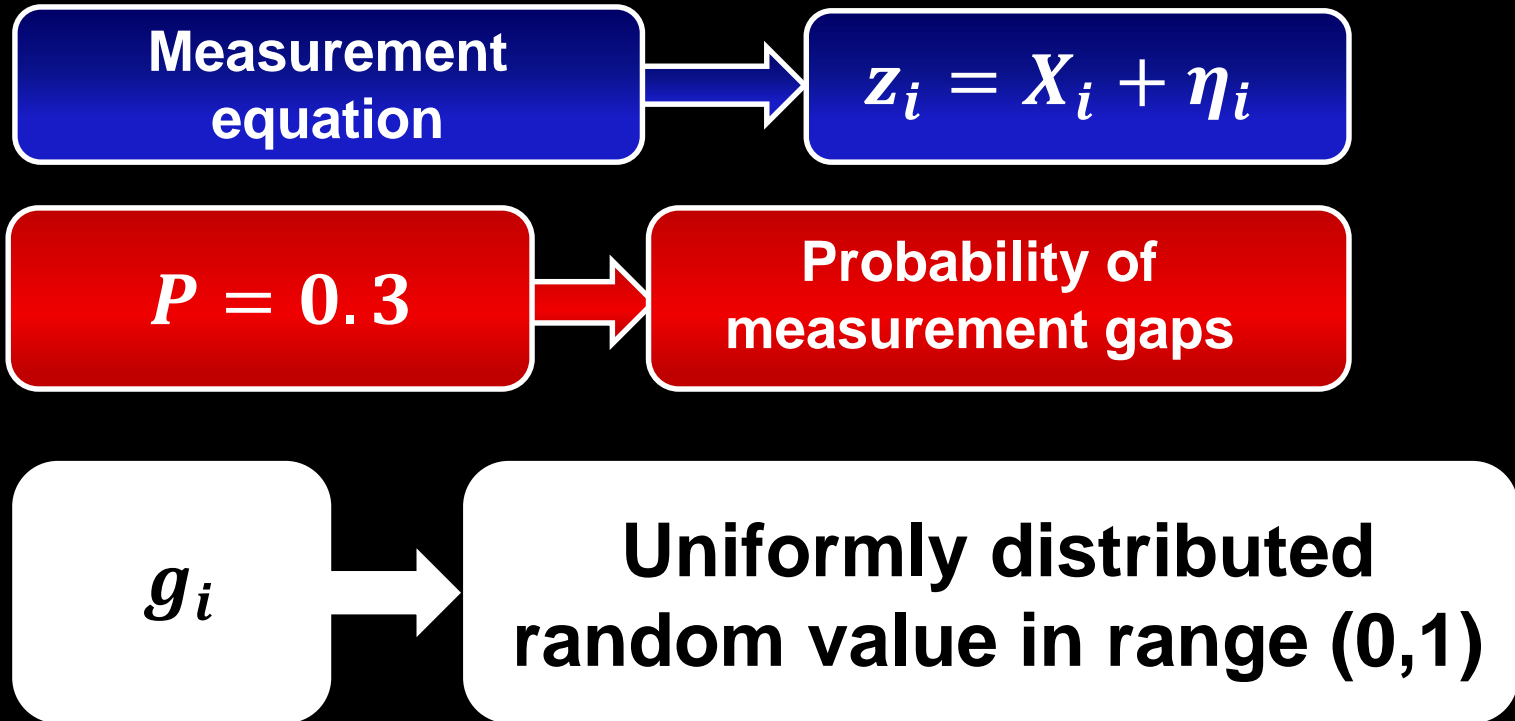 Measurement
equation
z_i = X_i + η_i
P = 0.3
Probability of
measurement gaps
g_i
Uniformly distributed
random value in range (0,1)